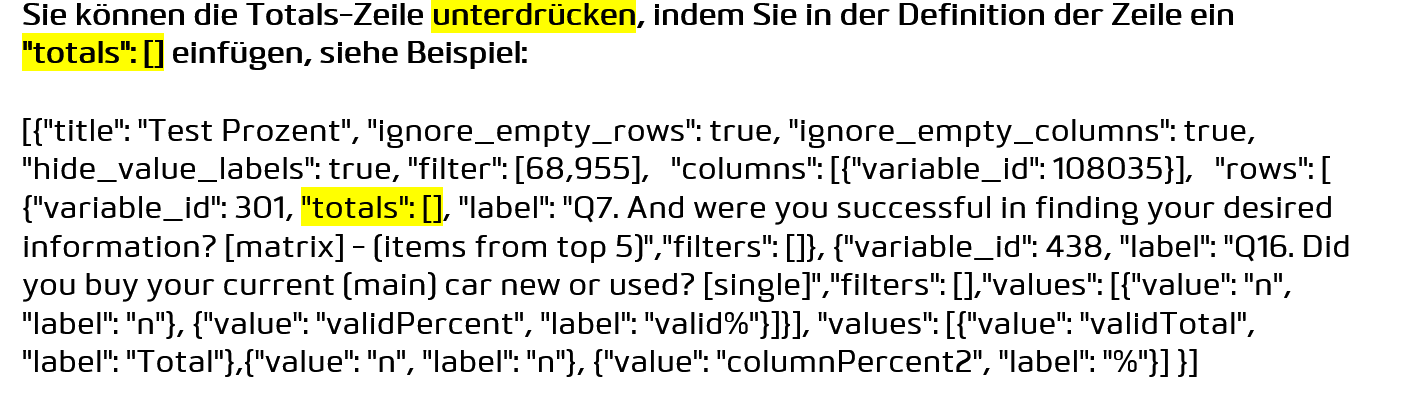 Sie können die Totals-Zeile unterdrücken, indem Sie in der Definition der Zeile ein
"totals": [] einfügen, siehe Beispiel:
[{"title": "Test Prozent", "ignore_empty_rows": true, "ignore_empty_columns": true,
"hide_value_labels": true, "filter": [68,955],   "columns": [{"variable_id": 108035}],   "rows": [
{"variable_id": 301, "totals": [], "label": "Q7. And were you successful in finding your desired
information? [matrix] - (items from top 5)","filters": []}, {"variable_id": 438, "label": "Q16. Did
you buy your current (main) car new or used? [single]","filters": [],"values": [{"value": "n",
"label": "n"}, {"value": "validPercent", "label": "valid%"}]}], "values": [{"value": "validTotal",
"label": "Total"},{"value": "n", "label": "n"}, {"value": "columnPercent2", "label": "%"}] }]